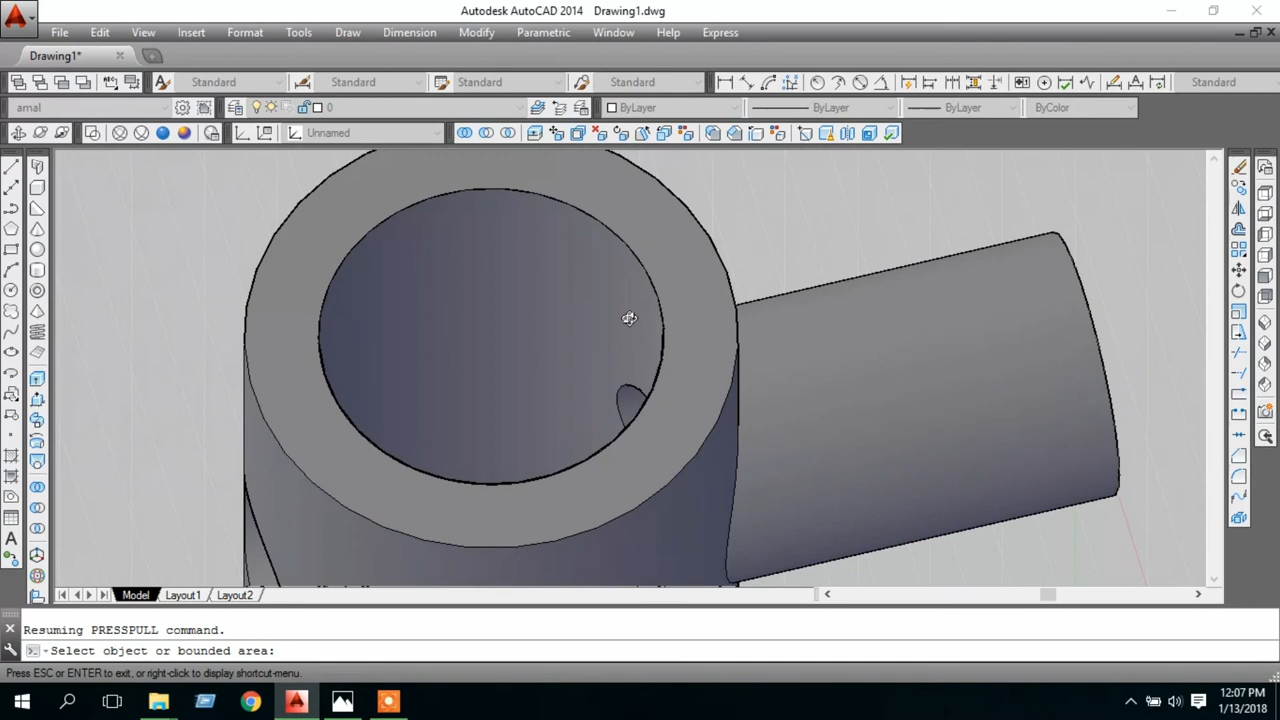 Autodesk AutoCAD 2014 Drawing1.dwg
File Edit View Insert Format Tools Draw Dimension Modify Parametric Window Help Express
Drawing1*
Standard Standard Standard Standard Standard
amal 0 ByLayer ByLayer ByLayer ByColor
Unnamed
A
Model Layout1 Layout2
Resuming PRESSPULL command.
Select object or bounded area:
Press ESC or ENTER to exit, or right-click to display shortcut-menu.
12:07 PM
1/13/2018